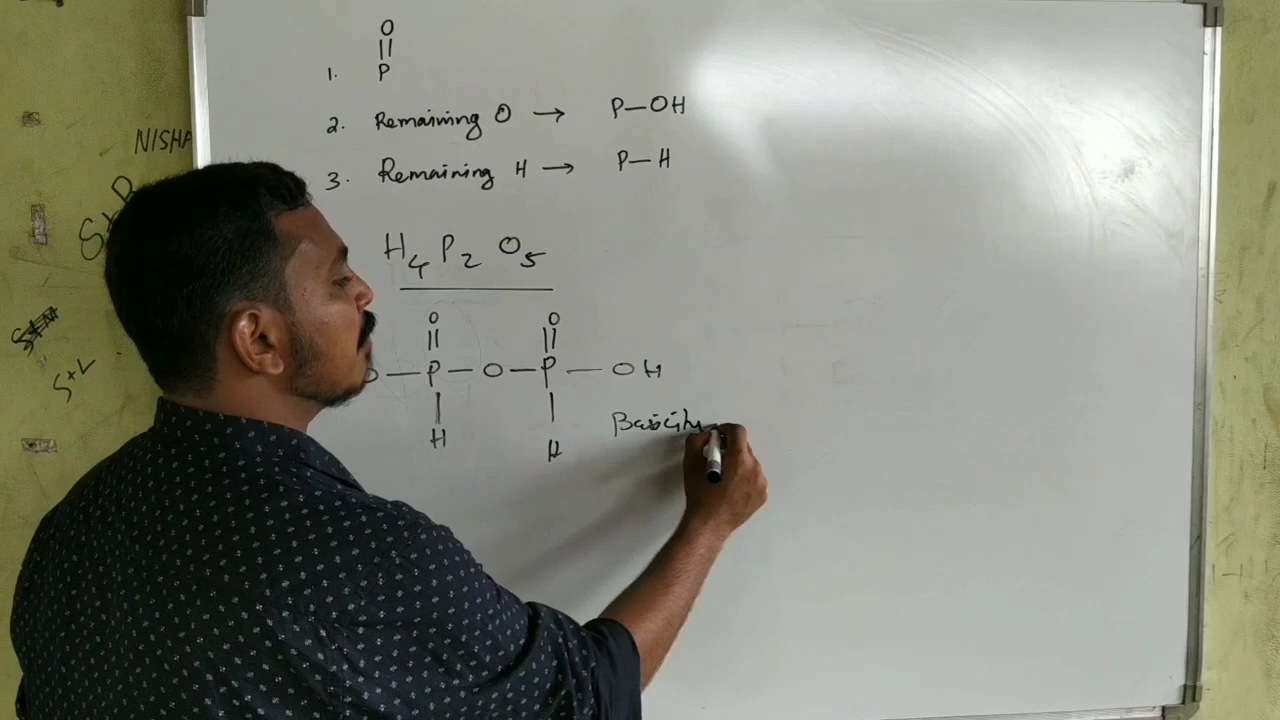 O
||
1. P
2. Remaining O → P—OH
3. Remaining H → P—H
NISHA
S+P
H4 P2 O5
O O
|| ||
O — P — O — P — OH
| |
H H
Basicity
S+V